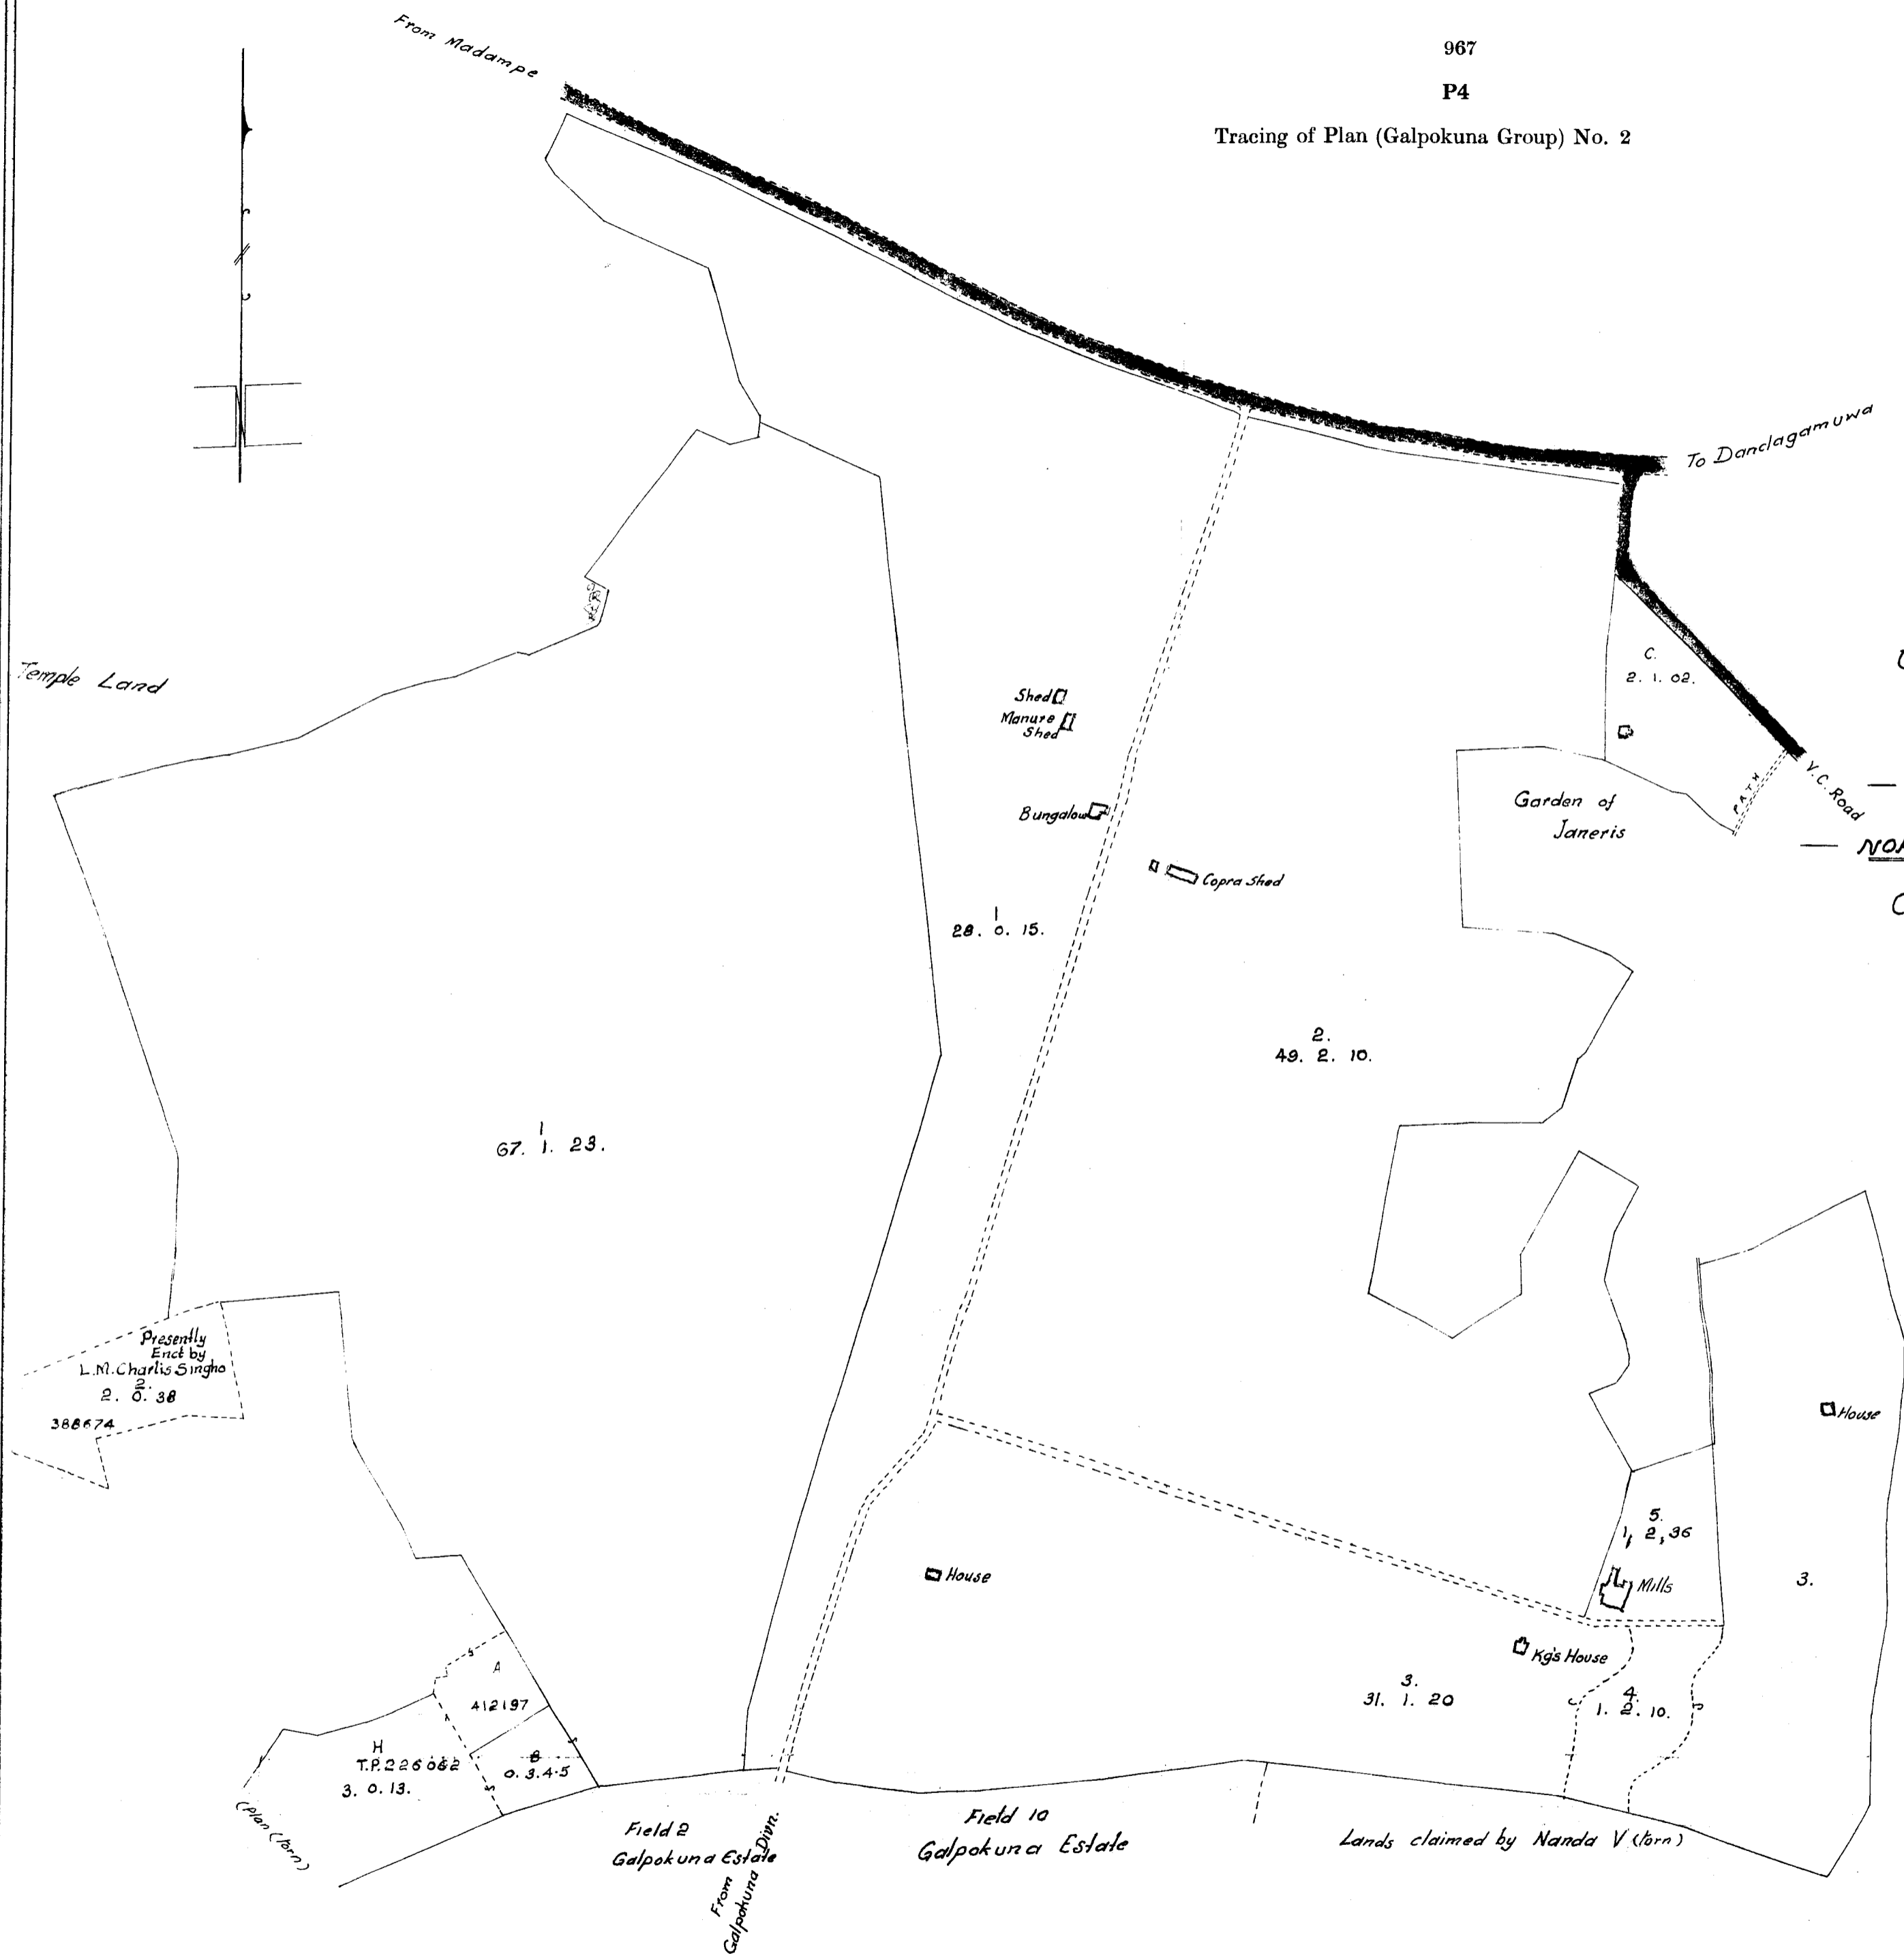 967
P4
Tracing of Plan (Galpokuna Group) No. 2
From Madampe
To Dandagamuwa
C.
2. 1. 02.
Temple Land
Shed
Manure
Shed
Bungalow
PATH
V.C. Road
Garden of
Janeris
Copra Shed
1
28. 0. 15.
2.
49. 2. 10.
1
67. 1. 23.
Presently
Enct by
L.M. Charlis Singho
2.
2. 0. 38
388674
House
5.
1, 2, 36
Mills
3.
House
Kg's House
3.
31. 1. 20
4.
1. 2. 10.
A
412197
H
T.P. 226062
3. 0. 13.
B
0. 3. 4.5
(Plan (torn)
Field 2
Galpokuna Estate
From
Galpokuna Divn.
Field 10
Galpokuna Estate
Lands claimed by Nanda V (torn)